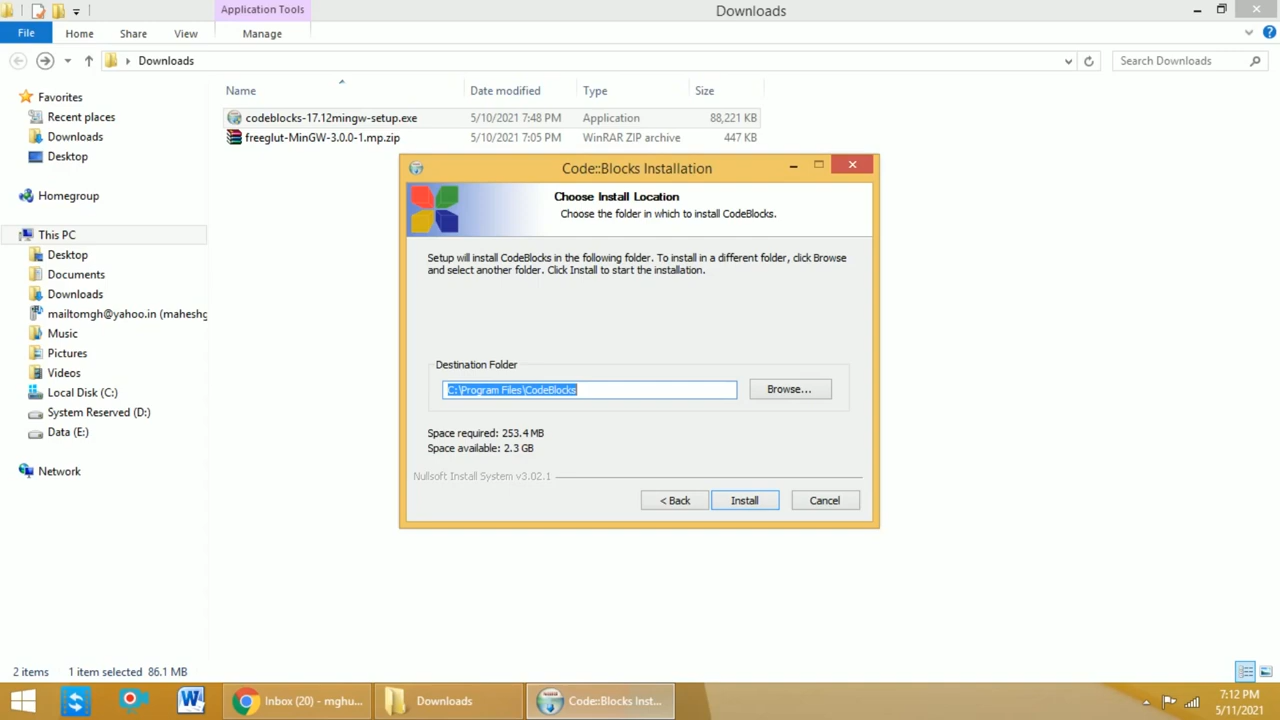 Application Tools
Downloads
File
Home
Share
View
Manage
Downloads
Search Downloads
Name
Date modified
Type
Size
codeblocks-17.12mingw-setup.exe
5/10/2021 7:48 PM
Application
88,221 KB
freeglut-MinGW-3.0.0-1.mp.zip
5/10/2021 7:05 PM
WinRAR ZIP archive
447 KB
Favorites
Recent places
Downloads
Desktop
Homegroup
This PC
Desktop
Documents
Downloads
mailtomgh@yahoo.in (maheshg
Music
Pictures
Videos
Local Disk (C:)
System Reserved (D:)
Data (E:)
Network
Code::Blocks Installation
Choose Install Location
Choose the folder in which to install CodeBlocks.
Setup will install CodeBlocks in the following folder. To install in a different folder, click Browse
and select another folder. Click Install to start the installation.
Destination Folder
C:\Program Files\CodeBlocks
Browse...
Space required: 253.4 MB
Space available: 2.3 GB
Nullsoft Install System v3.02.1
< Back
Install
Cancel
2 items
1 item selected 86.1 MB
Inbox (20) - mghu...
Downloads
Code::Blocks Inst...
7:12 PM
5/11/2021